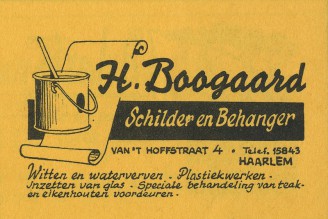 H. Boogaard
Schilder en Behanger
VAN 'T HOFFSTRAAT 4 • Telef. 15843
HAARLEM
Witten en waterverven - Plastiekwerken -
Inzetten van glas - Speciale behandeling van teak-
en eikenhouten voordeuren.